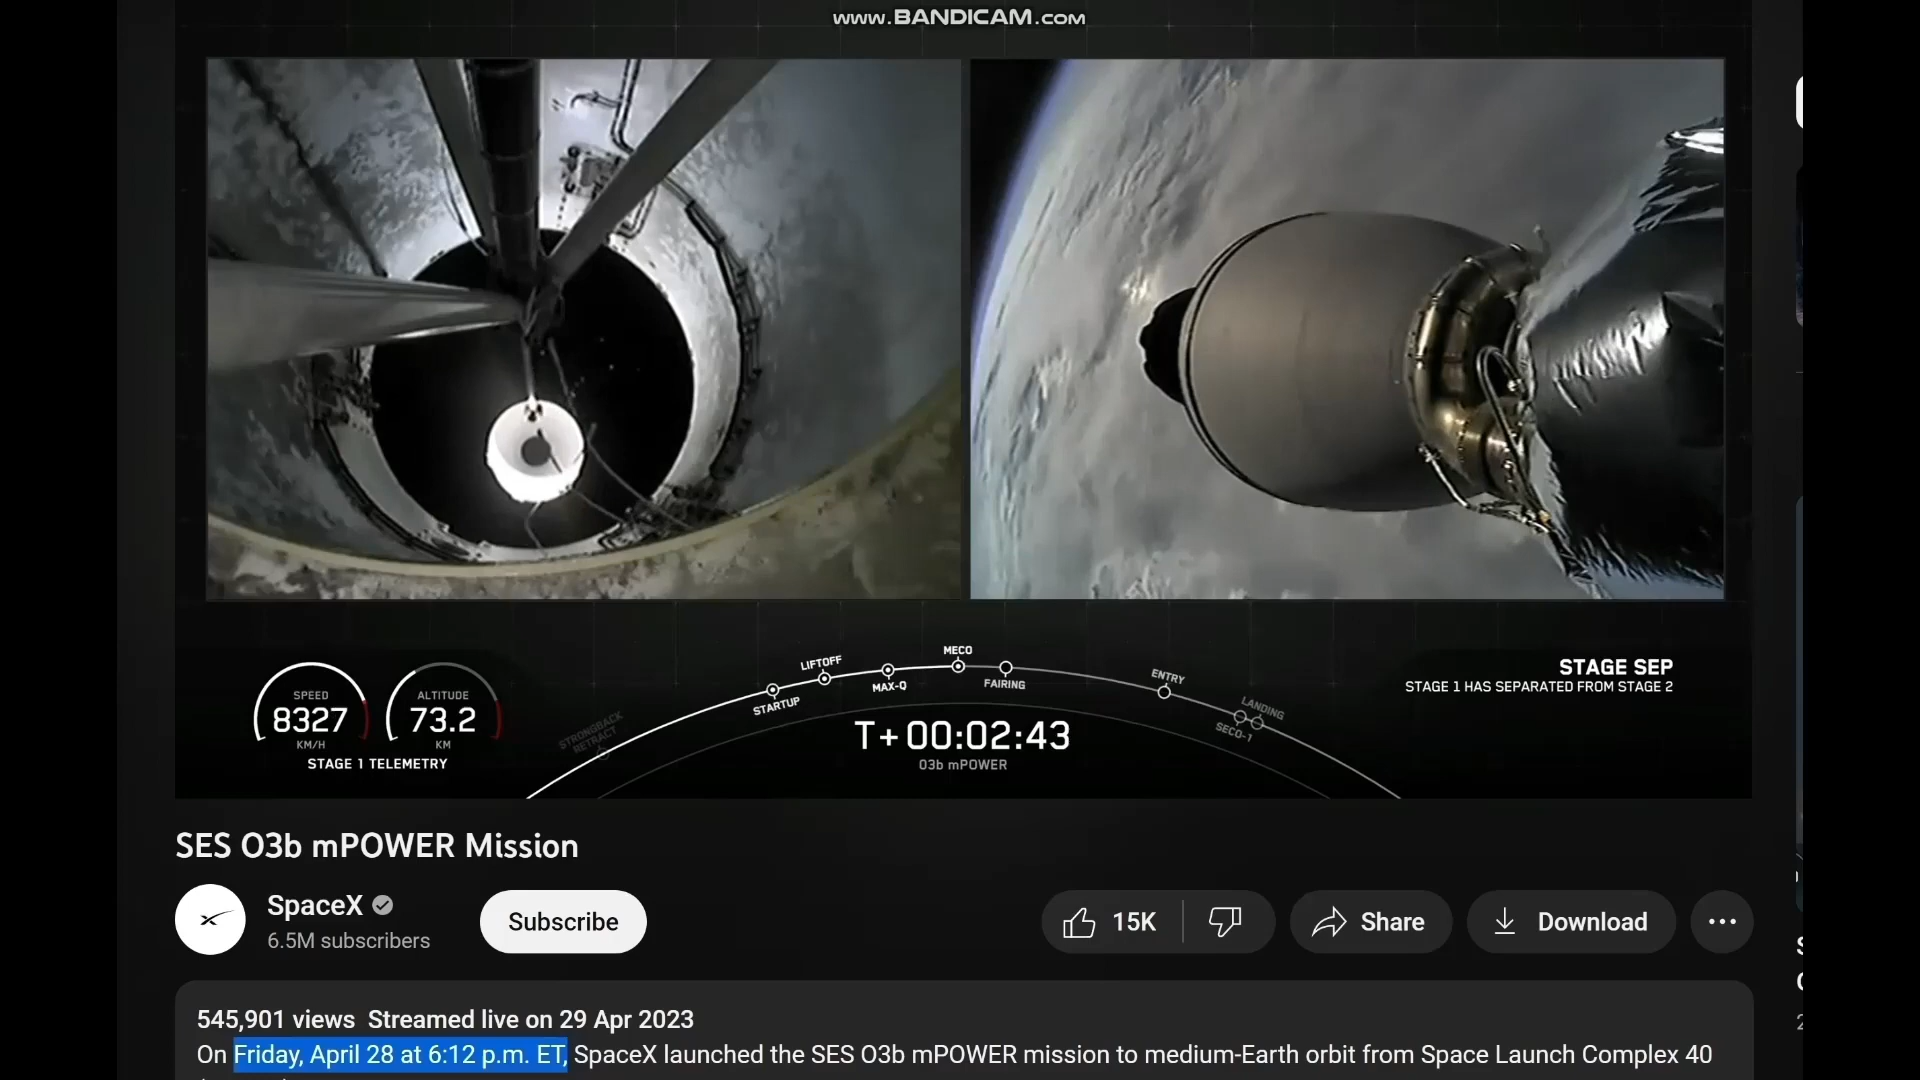 www.BANDICAM.com
SPEED
8327
KM/H
ALTITUDE
73.2
KM
STAGE 1 TELEMETRY
STRONGBACK
RETRACT
STARTUP
LIFTOFF
MAX-Q
MECO
FAIRING
ENTRY
LANDING
SECO-1
T+00:02:43
O3b mPOWER
STAGE SEP
STAGE 1 HAS SEPARATED FROM STAGE 2
SES O3b mPOWER Mission
SpaceX
6.5M subscribers
Subscribe
15K
Share
Download
545,901 views Streamed live on 29 Apr 2023
On Friday, April 28 at 6:12 p.m. ET, SpaceX launched the SES O3b mPOWER mission to medium-Earth orbit from Space Launch Complex 40